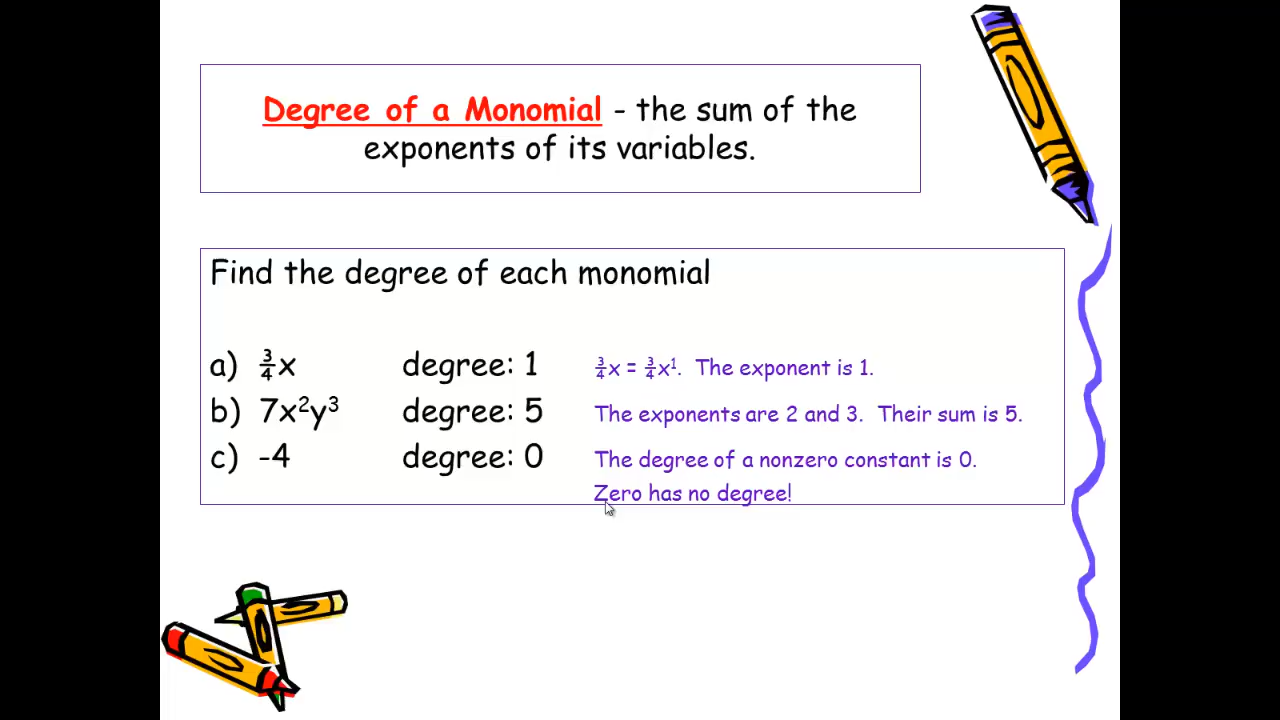 Degree of a Monomial - the sum of the
exponents of its variables.
Find the degree of each monomial
a) ¾x degree: 1 ¾x = ¾x¹. The exponent is 1.
b) 7x²y³ degree: 5 The exponents are 2 and 3. Their sum is 5.
c) -4 degree: 0 The degree of a nonzero constant is 0.
Zero has no degree!